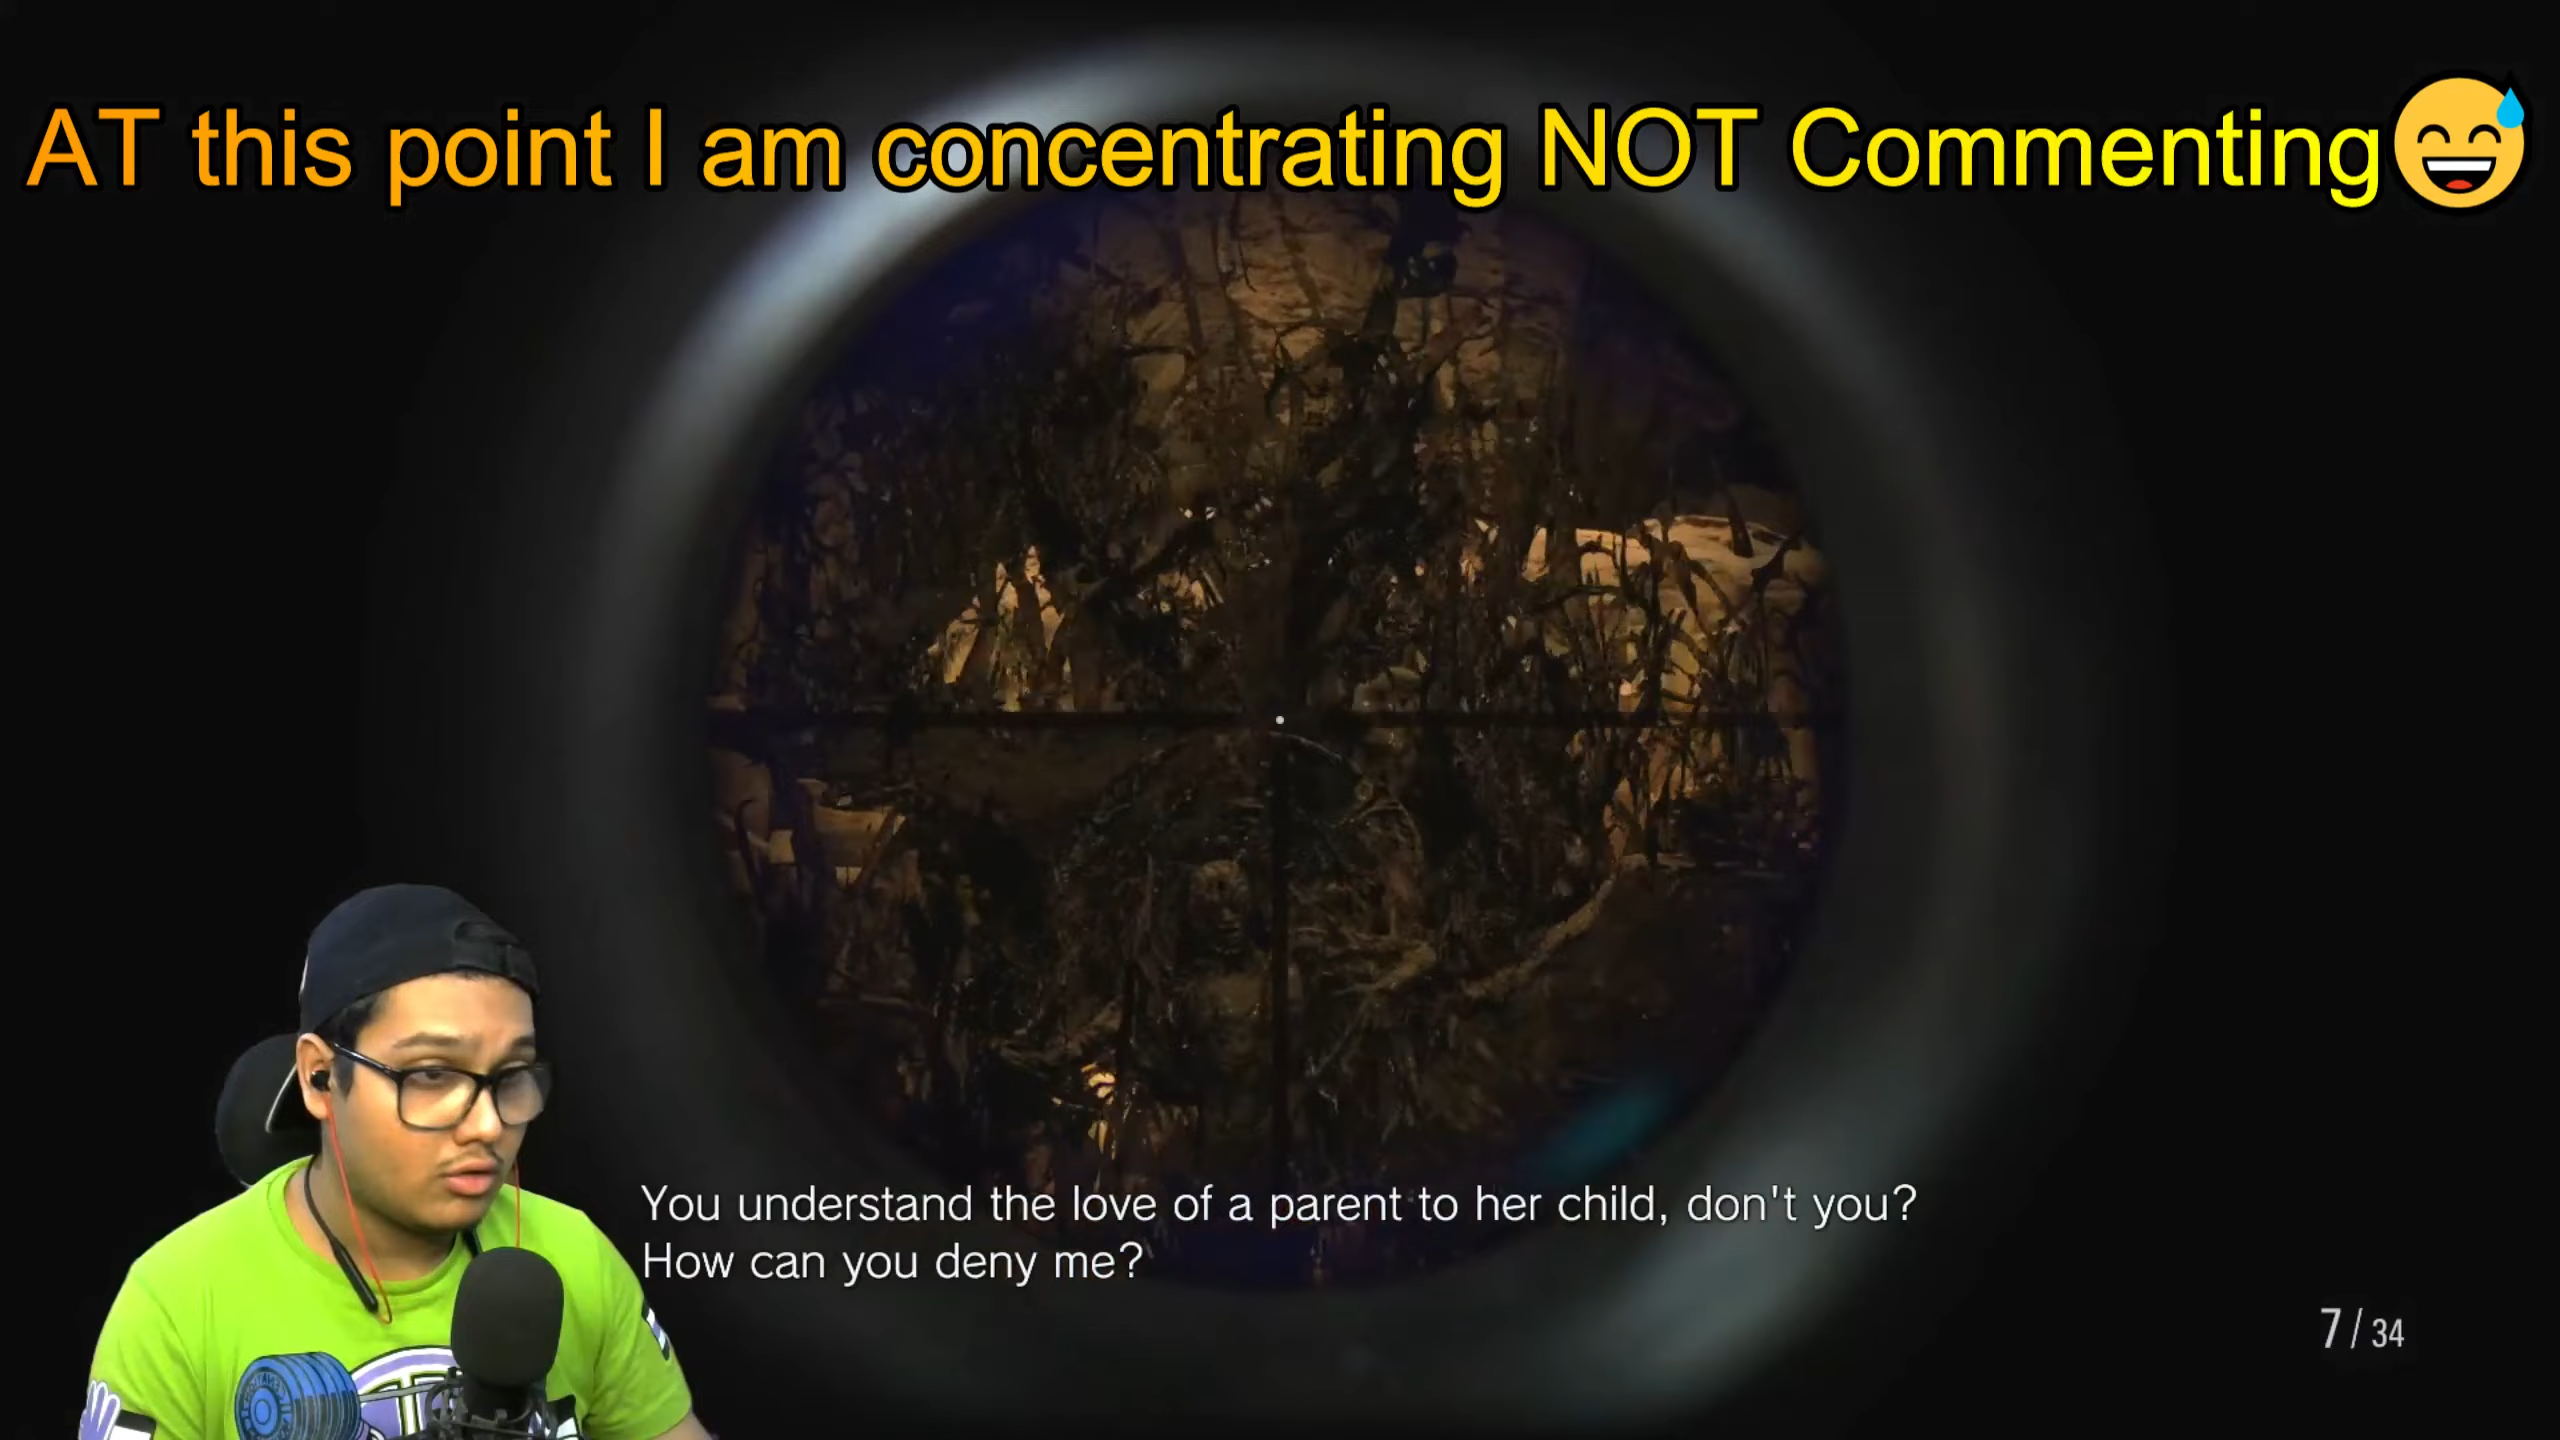 AT this point I am concentrating NOT Commenting😅
You understand the love of a parent to her child, don't you?
How can you deny me?
7/34